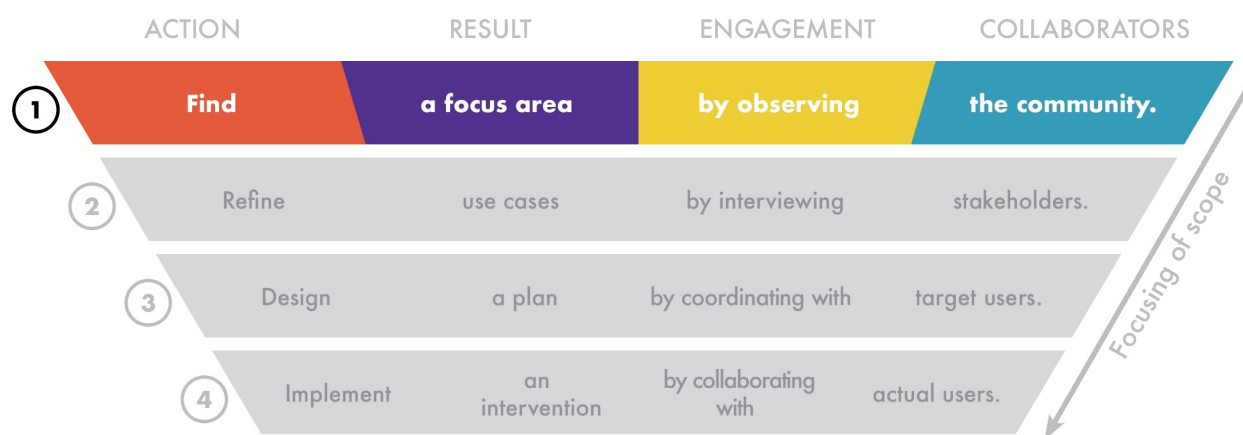 ACTION RESULT ENGAGEMENT COLLABORATORS
1 Find a focus area by observing the community.
2 Refine use cases by interviewing stakeholders.
3 Design a plan by coordinating with target users.
4 Implement an intervention by collaborating with actual users.
Focusing of scope